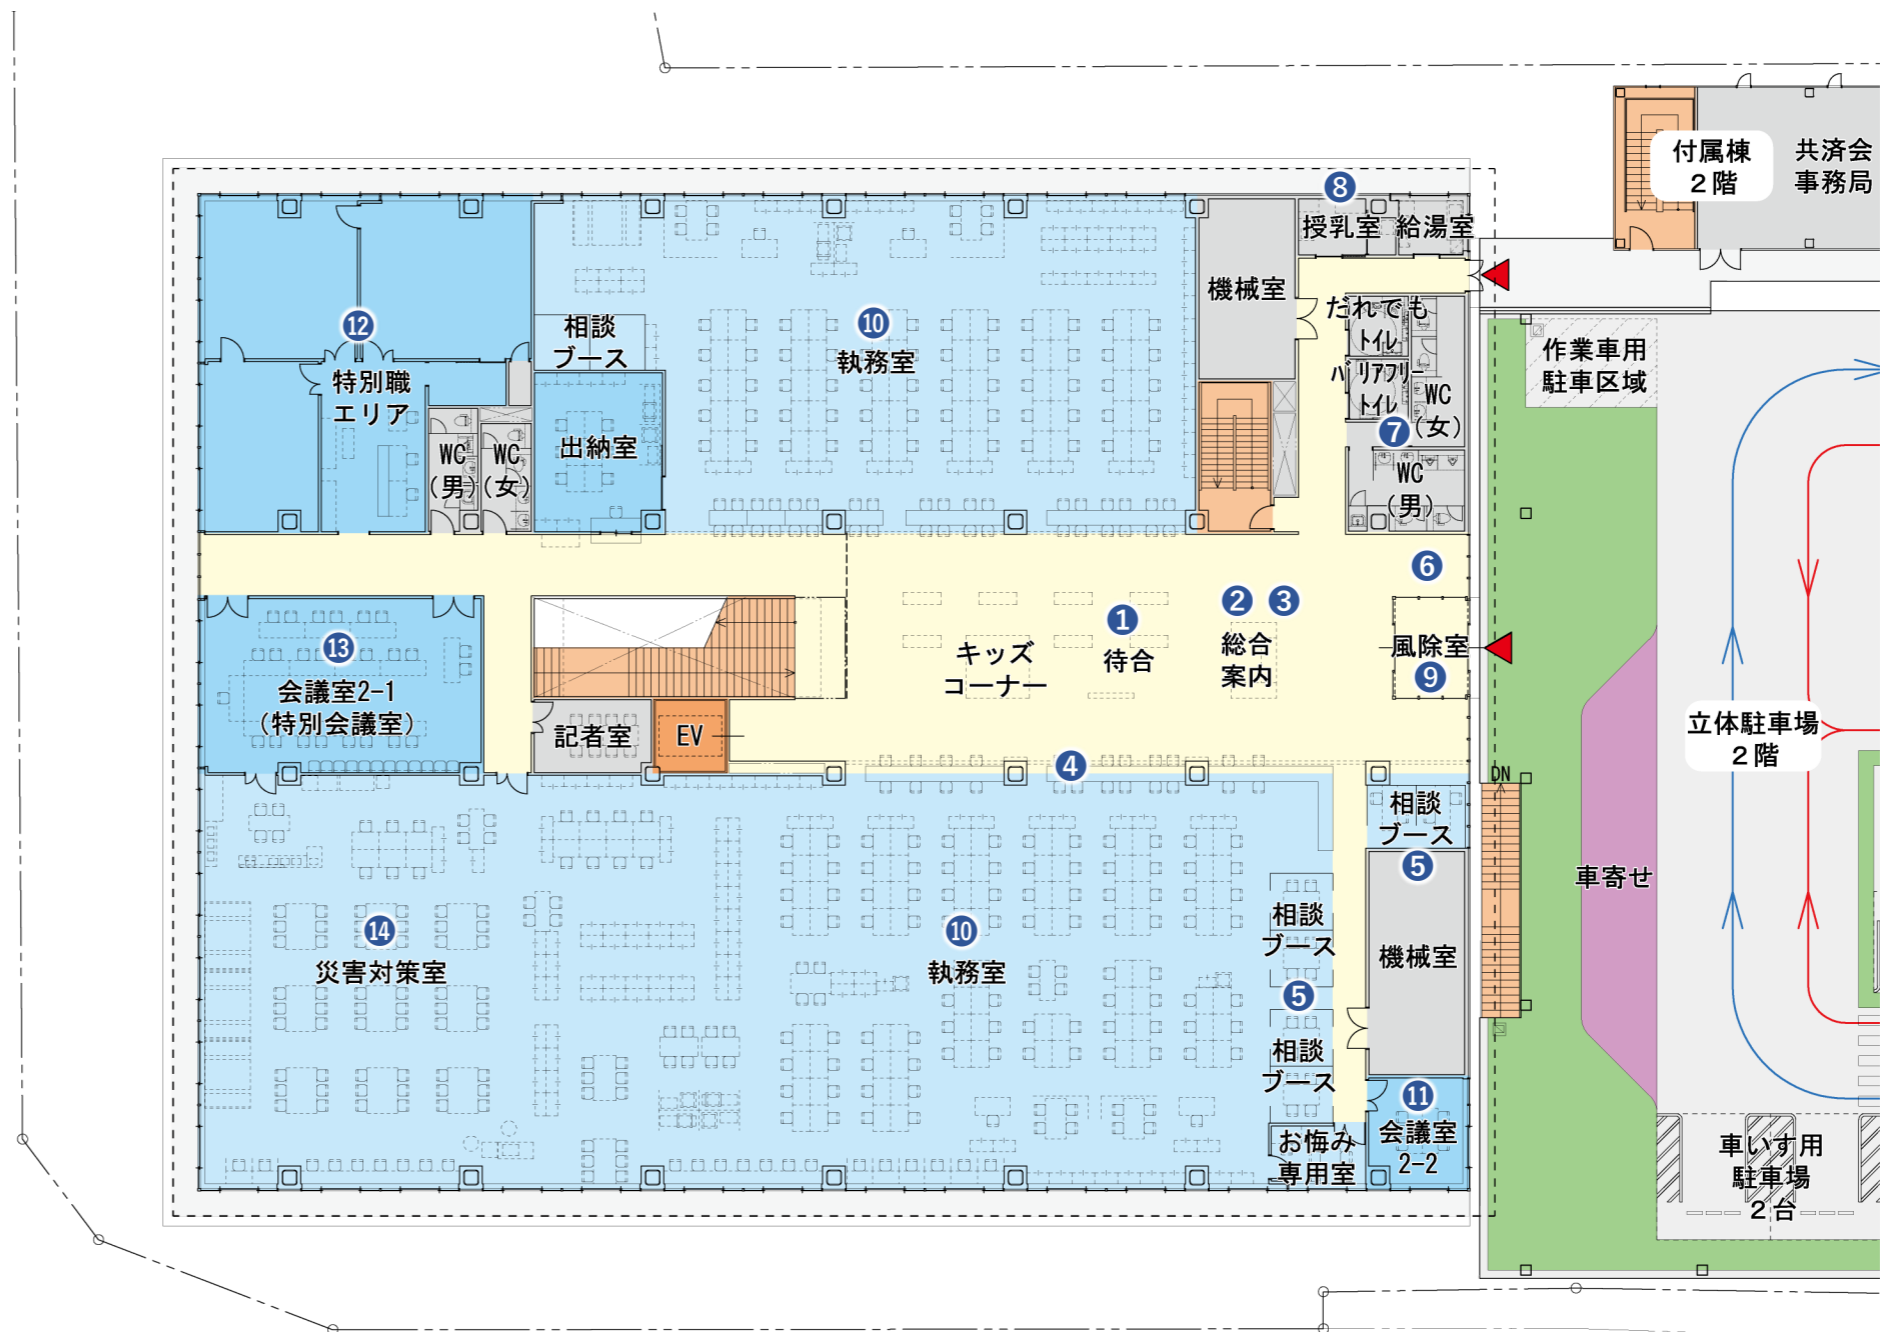 付属棟
２階
共済会
事務局
8
授乳室
給湯室
機械室
だれでも
トイレ
バリアフリー
トイレ
WC
(女)
7
WC
(男)
12
特別職
エリア
WC
(男)
WC
(女)
相談
ブース
出納室
10
執務室
作業車用
駐車区域
6
2
3
1
総合
案内
待合
キッズ
コーナー
風除室
9
13
会議室2-1
(特別会議室)
記者室
EV
4
立体駐車場
２階
DN
相談
ブース
5
車寄せ
14
災害対策室
10
執務室
相談
ブース
機械室
5
相談
ブース
11
会議室
2-2
お悔み
専用室
車いす用
駐車場
２台